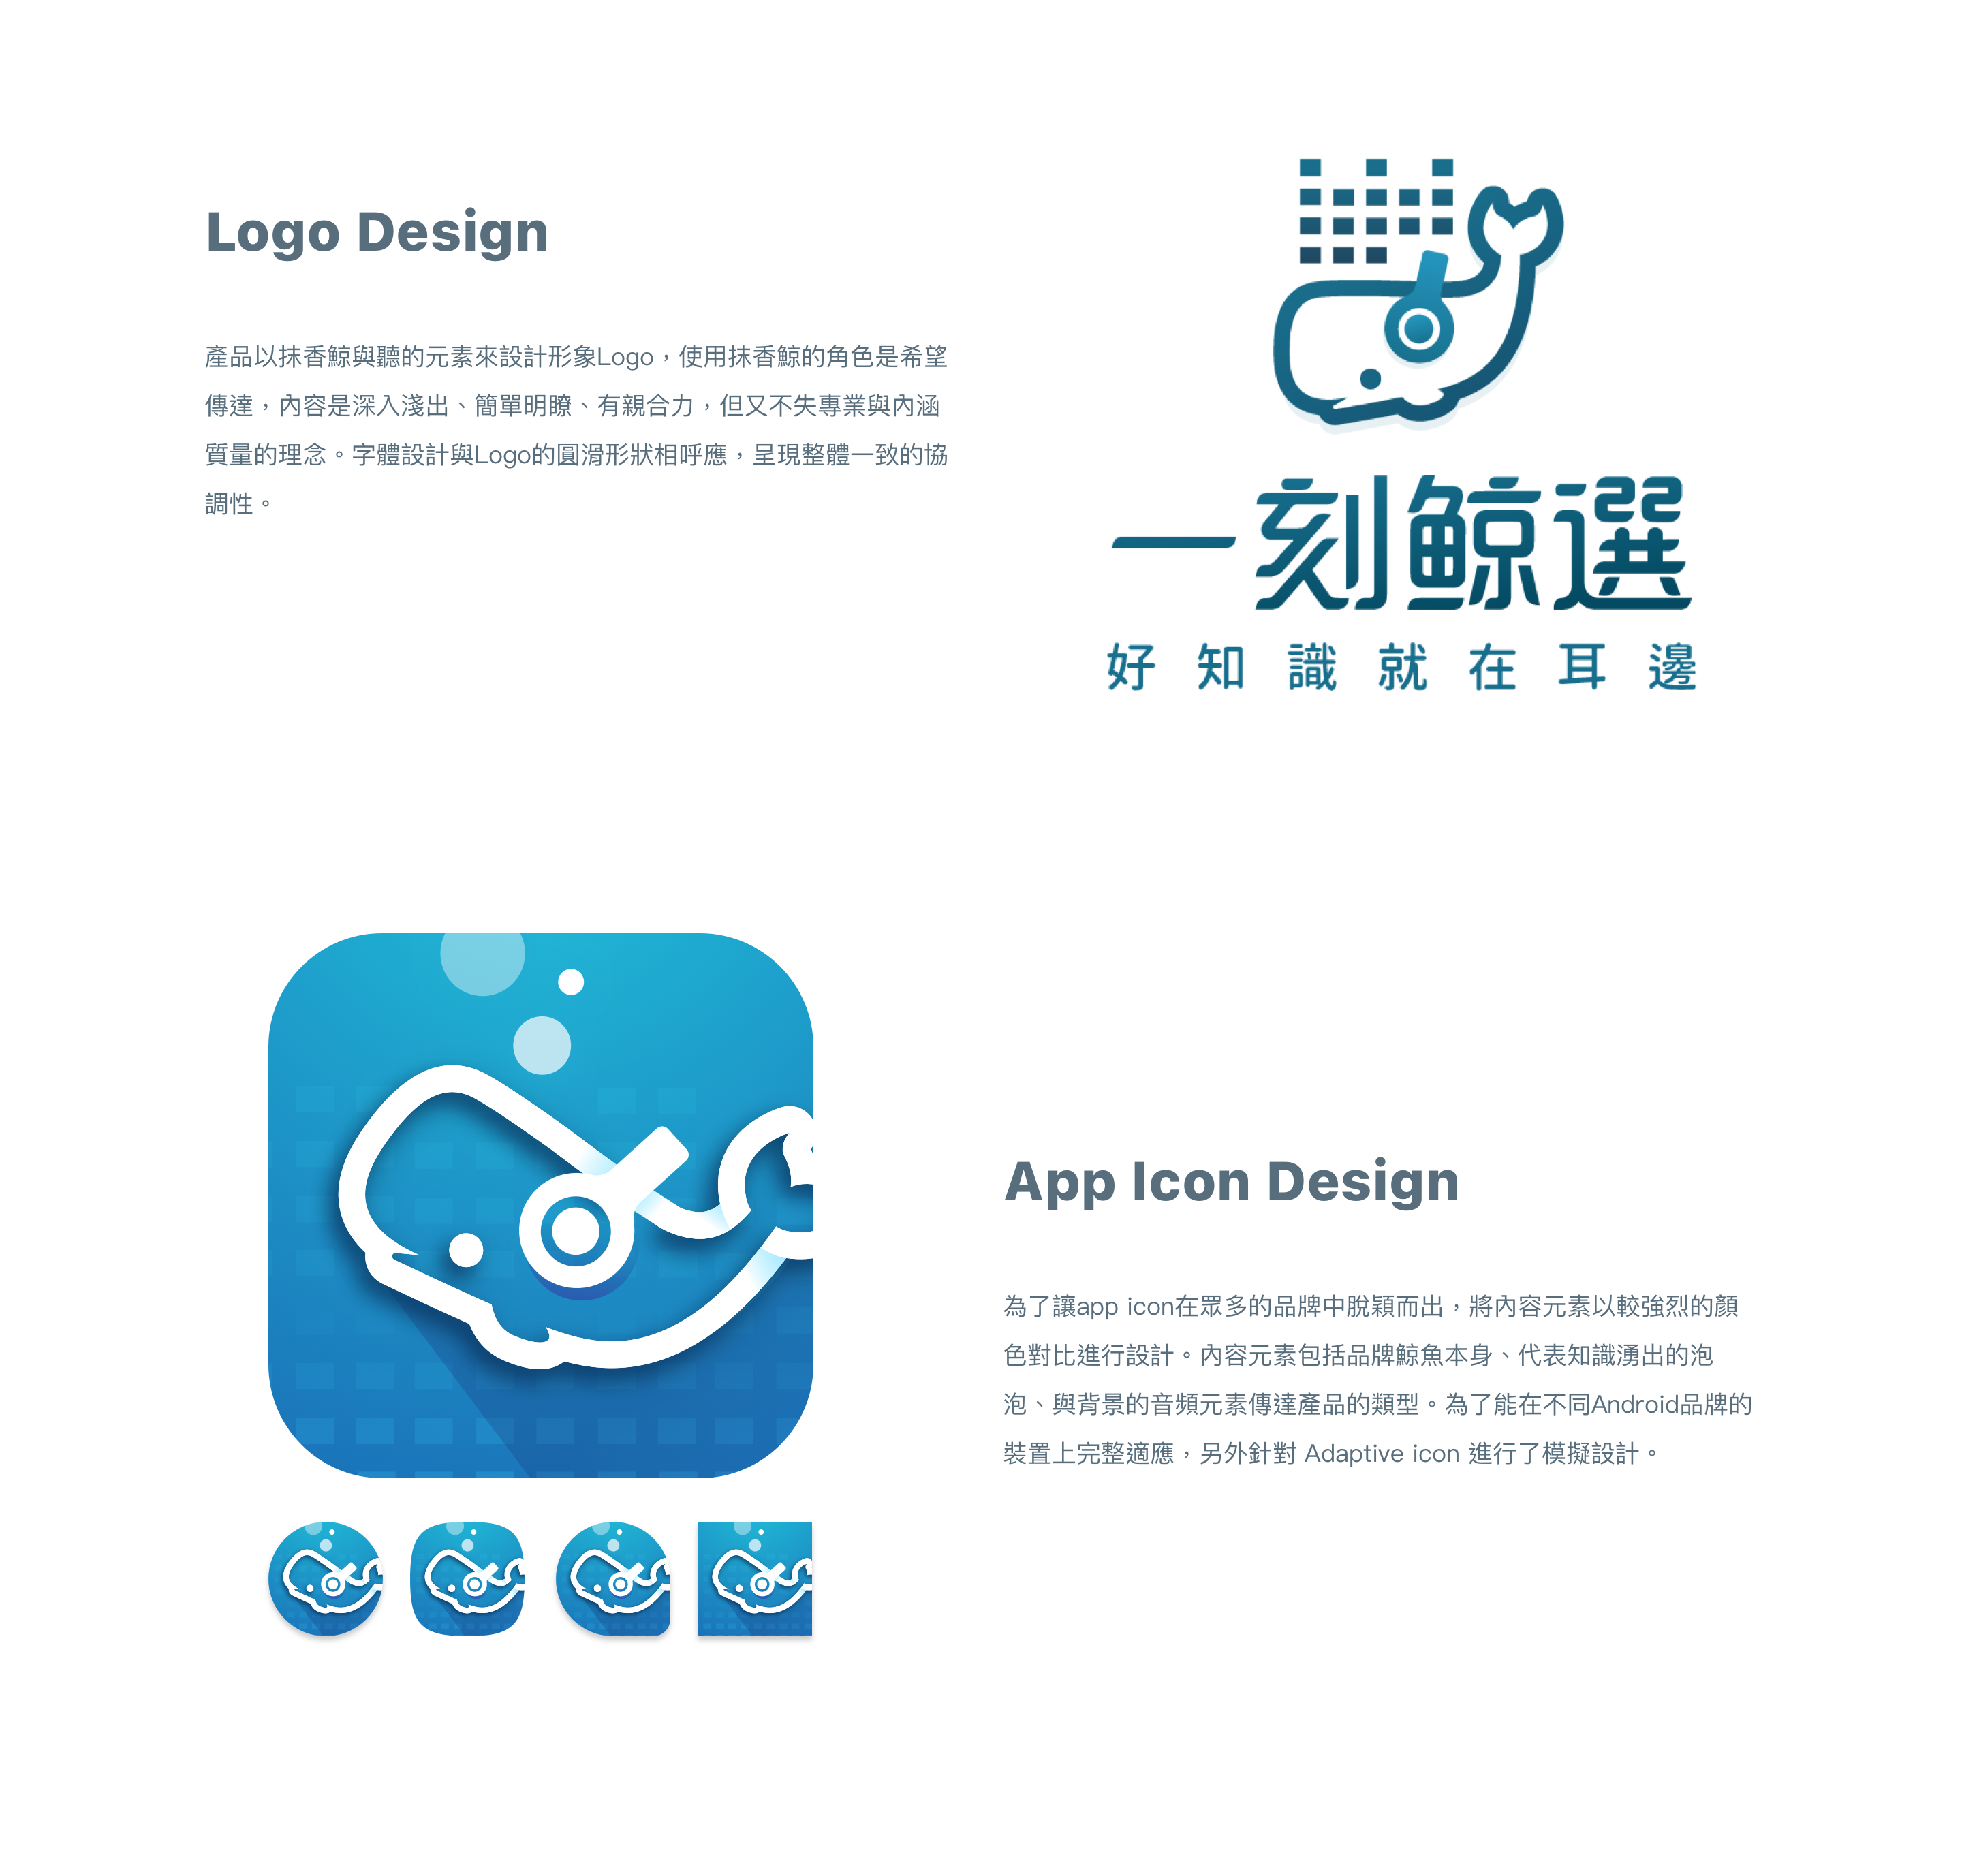 Logo Design
產品以抹香鯨與聽的元素來設計形象Logo，使用抹香鯨的角色是希望
傳達，內容是深入淺出、簡單明瞭、有親合力，但又不失專業與內涵
質量的理念。字體設計與Logo的圓滑形狀相呼應，呈現整體一致的協
調性。
一刻鯨選
好知識就在耳邊
App Icon Design
為了讓app icon在眾多的品牌中脫穎而出，將內容元素以較強烈的顏
色對比進行設計。內容元素包括品牌鯨魚本身、代表知識湧出的泡
泡、與背景的音頻元素傳達產品的類型。為了能在不同Android品牌的
裝置上完整適應，另外針對 Adaptive icon 進行了模擬設計。